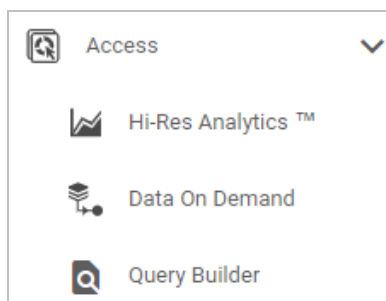 Access
Hi-Res Analytics ™
Data On Demand
Query Builder